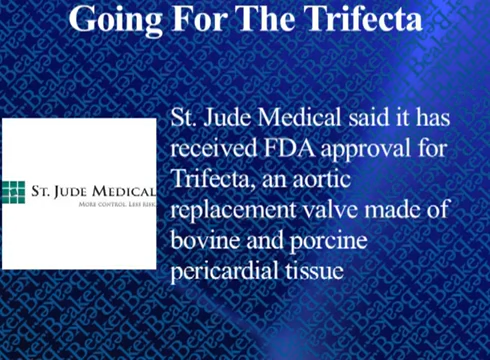 Going For The Trifecta
St. Jude Medical said it has
received FDA approval for
Trifecta, an aortic
replacement valve made of
bovine and porcine
pericardial tissue
ST. JUDE MEDICAL
MORE CONTROL. LESS RISK.